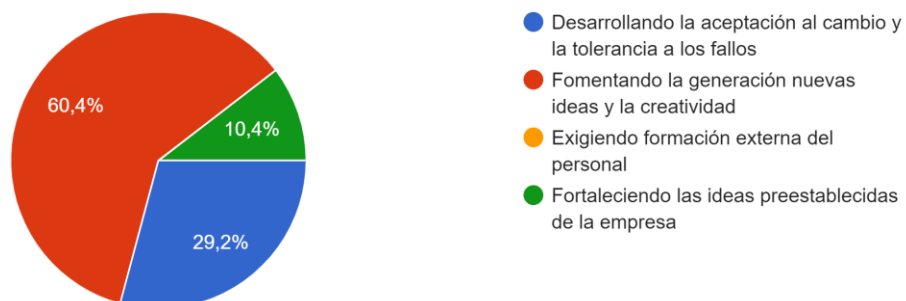 60,4%
10,4%
29,2%
Desarrollando la aceptación al cambio y
la tolerancia a los fallos
Fomentando la generación nuevas
ideas y la creatividad
Exigiendo formación externa del
personal
Fortaleciendo las ideas preestablecidas
de la empresa